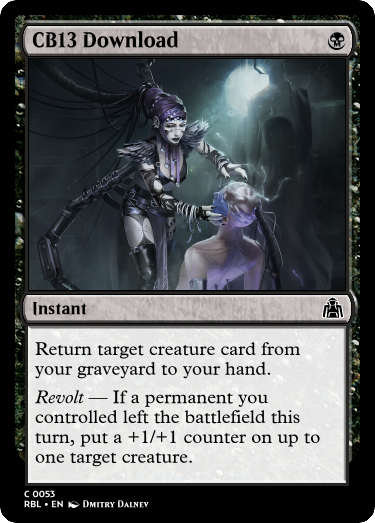 CB13 Download
Instant
Return target creature card from
your graveyard to your hand.
Revolt — If a permanent you
controlled left the battlefield this
turn, put a +1/+1 counter on up to
one target creature.
C 0053
RBL • EN Dmitry Dalnev